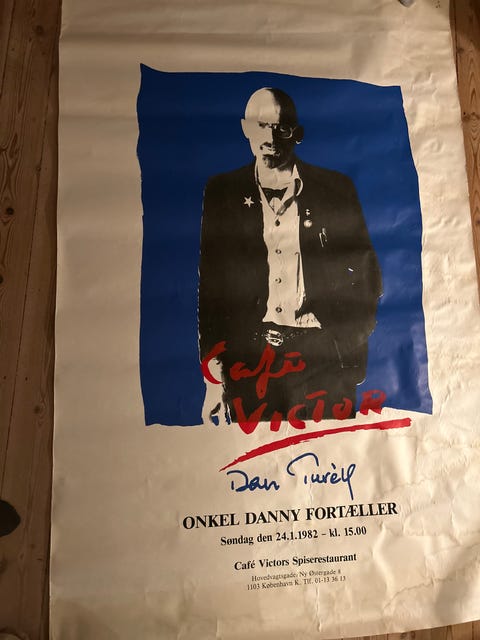 Café
VICTOR
Dan Turèll
ONKEL DANNY FORTÆLLER
Søndag den 24.1.1982 – kl. 15.00
Café Victors Spiserestaurant
Hovedvagtsgade, Ny Østergade 8
1103 København K. Tlf. 01-13 36 13